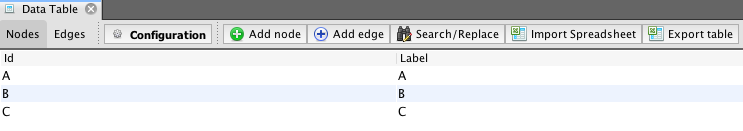 Data Table
Nodes Edges Configuration Add node Add edge Search/Replace Import Spreadsheet Export table
Id Label
A A
B B
C C